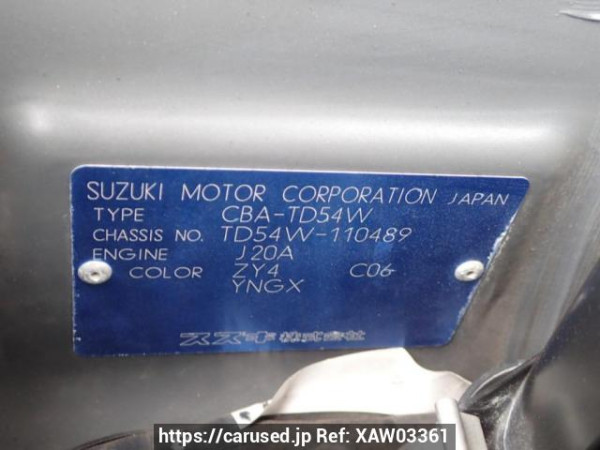 SUZUKI MOTOR CORPORATION JAPAN
TYPE CBA-TD54W
CHASSIS NO. TD54W-110489
ENGINE J20A
COLOR ZY4 C06
YNGX
スズキ株式会社
https://carused.jp Ref: XAW03361